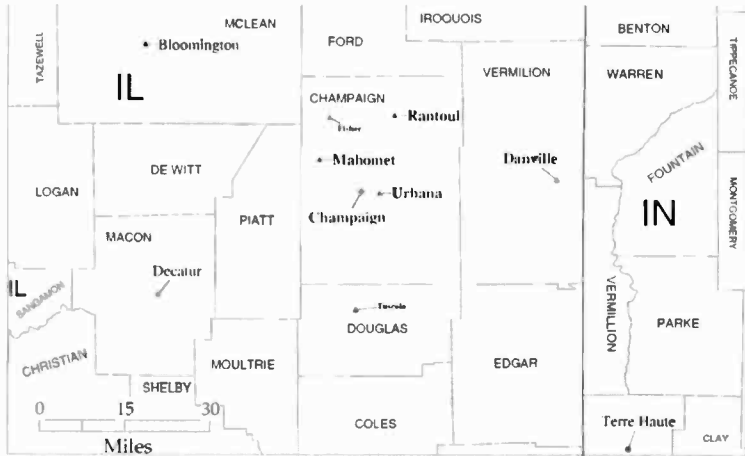 MCLEAN
IROQUOIS
BENTON
TIPPECANOE
TAZEWELL
Bloomington
FORD
VERMILION
WARREN
IL
CHAMPAIGN
Rantoul
Fisher
Mahomet
Danville
FOUNTAIN
DE WITT
LOGAN
Urbana
Champaign
PIATT
IN
MONTGOMERY
MACON
Decatur
IL
SANGAMON
Tuscola
DOUGLAS
VERMILLION
PARKE
CHRISTIAN
MOULTRIE
EDGAR
SHELBY
0 15 30
Miles
COLES
Terre Haute
CLAY